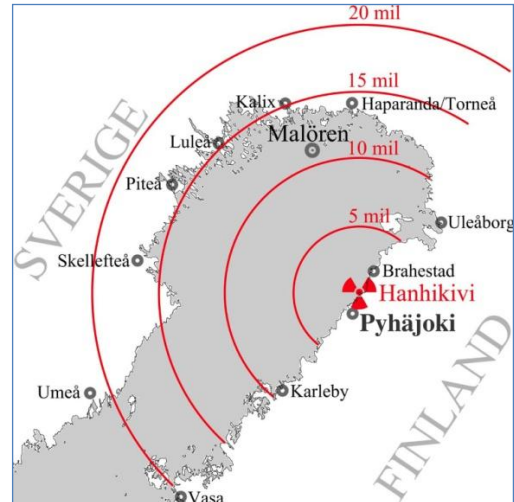 20 mil
15 mil
Kalix
Haparanda/Torneå
Luleå
Malören
10 mil
Piteå
SVERIGE
5 mil
Uleåborg
Skellefteå
Brahestad
Hanhikivi
Pyhäjoki
Umeå
Karleby
FINLAND
Vasa